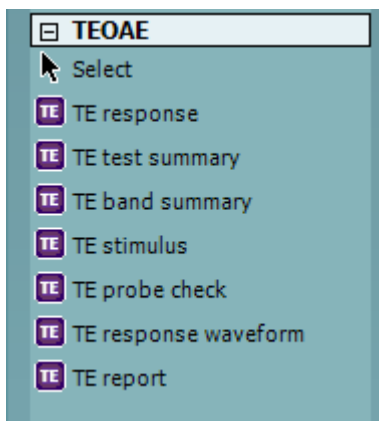 TEOAE
Select
TE TE response
TE TE test summary
TE TE band summary
TE TE stimulus
TE TE probe check
TE TE response waveform
TE TE report